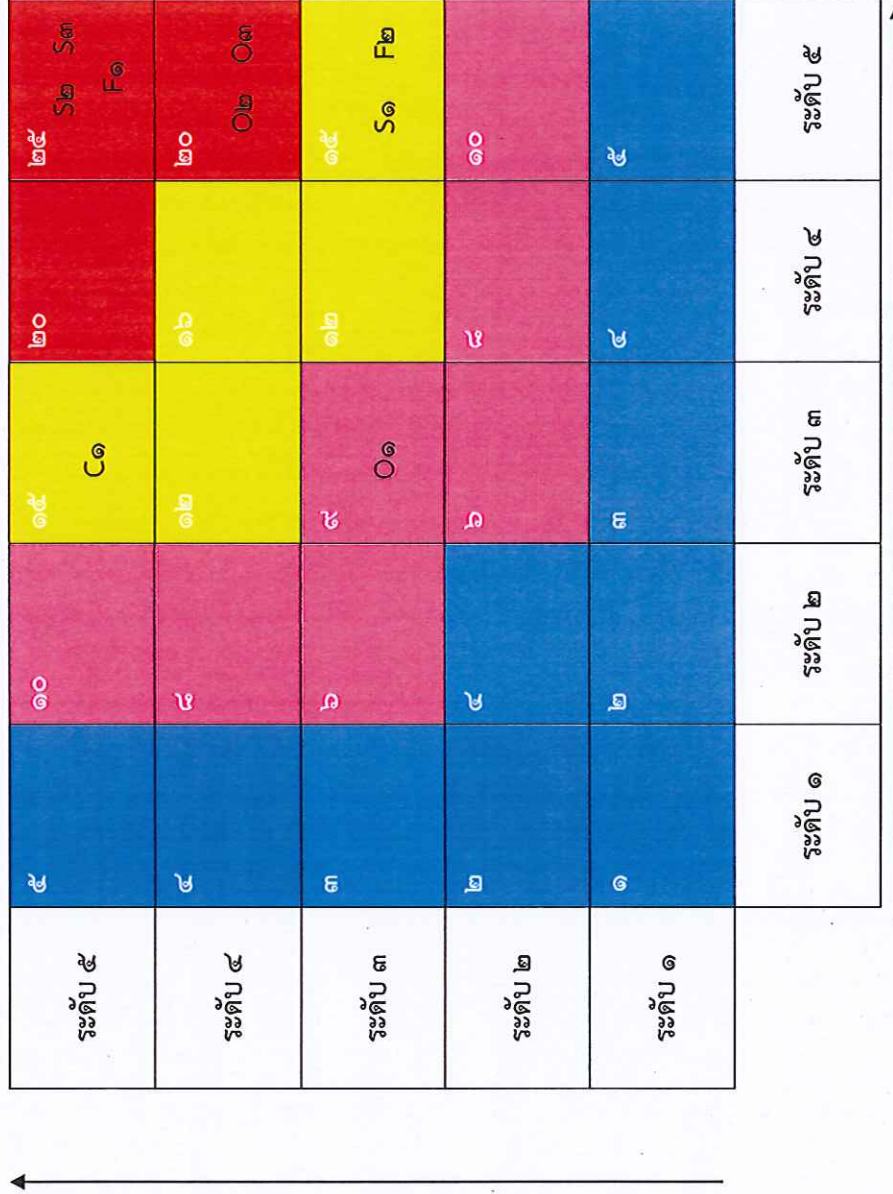 ๕ ๑๐ ๑๕ ๒๐ ๒๕
S๒ S๓
ระดับ ๕ C๑ F๑
๔ ๘ ๑๒ ๑๖ ๒๐
ระดับ ๔ O๒ O๓
๓ ๖ ๙ ๑๒ ๑๕
ระดับ ๓ O๑ S๑ F๒
๒ ๔ ๖ ๘ ๑๐
ระดับ ๒
๑ ๒ ๓ ๔ ๕
ระดับ ๑
ระดับ ๑ ระดับ ๒ ระดับ ๓ ระดับ ๔ ระดับ ๕